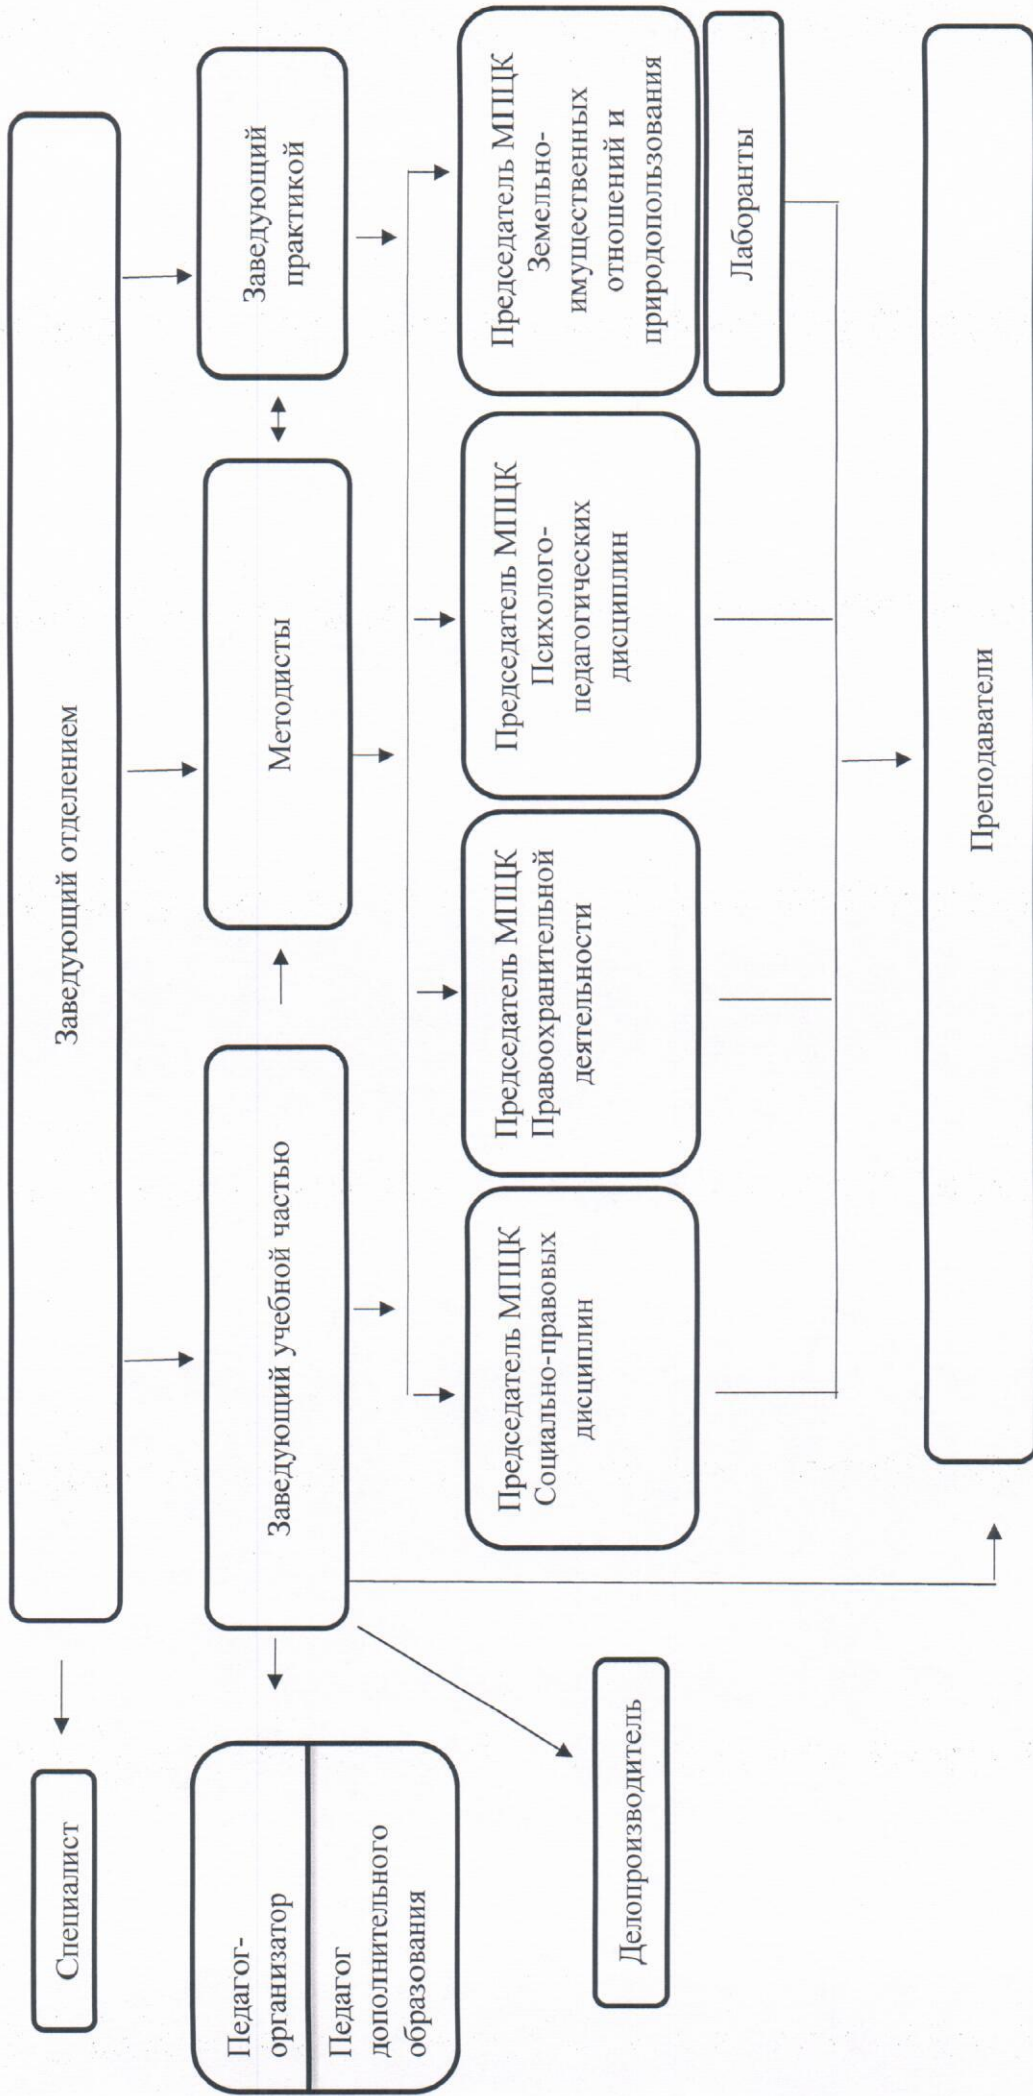 Заведующий отделением
Специалист
Педагог-
организатор
Педагог
дополнительного
образования
Заведующий учебной частью
Методисты
Заведующий
практикой
Председатель МПЦК
Социально-правовых
дисциплин
Председатель МПЦК
Правоохранительной
деятельности
Председатель МПЦК
Психолого-
педагогических
дисциплин
Председатель МПЦК
Земельно-
имущественных
отношений и
природопользования
Лаборанты
Делопроизводитель
Преподаватели